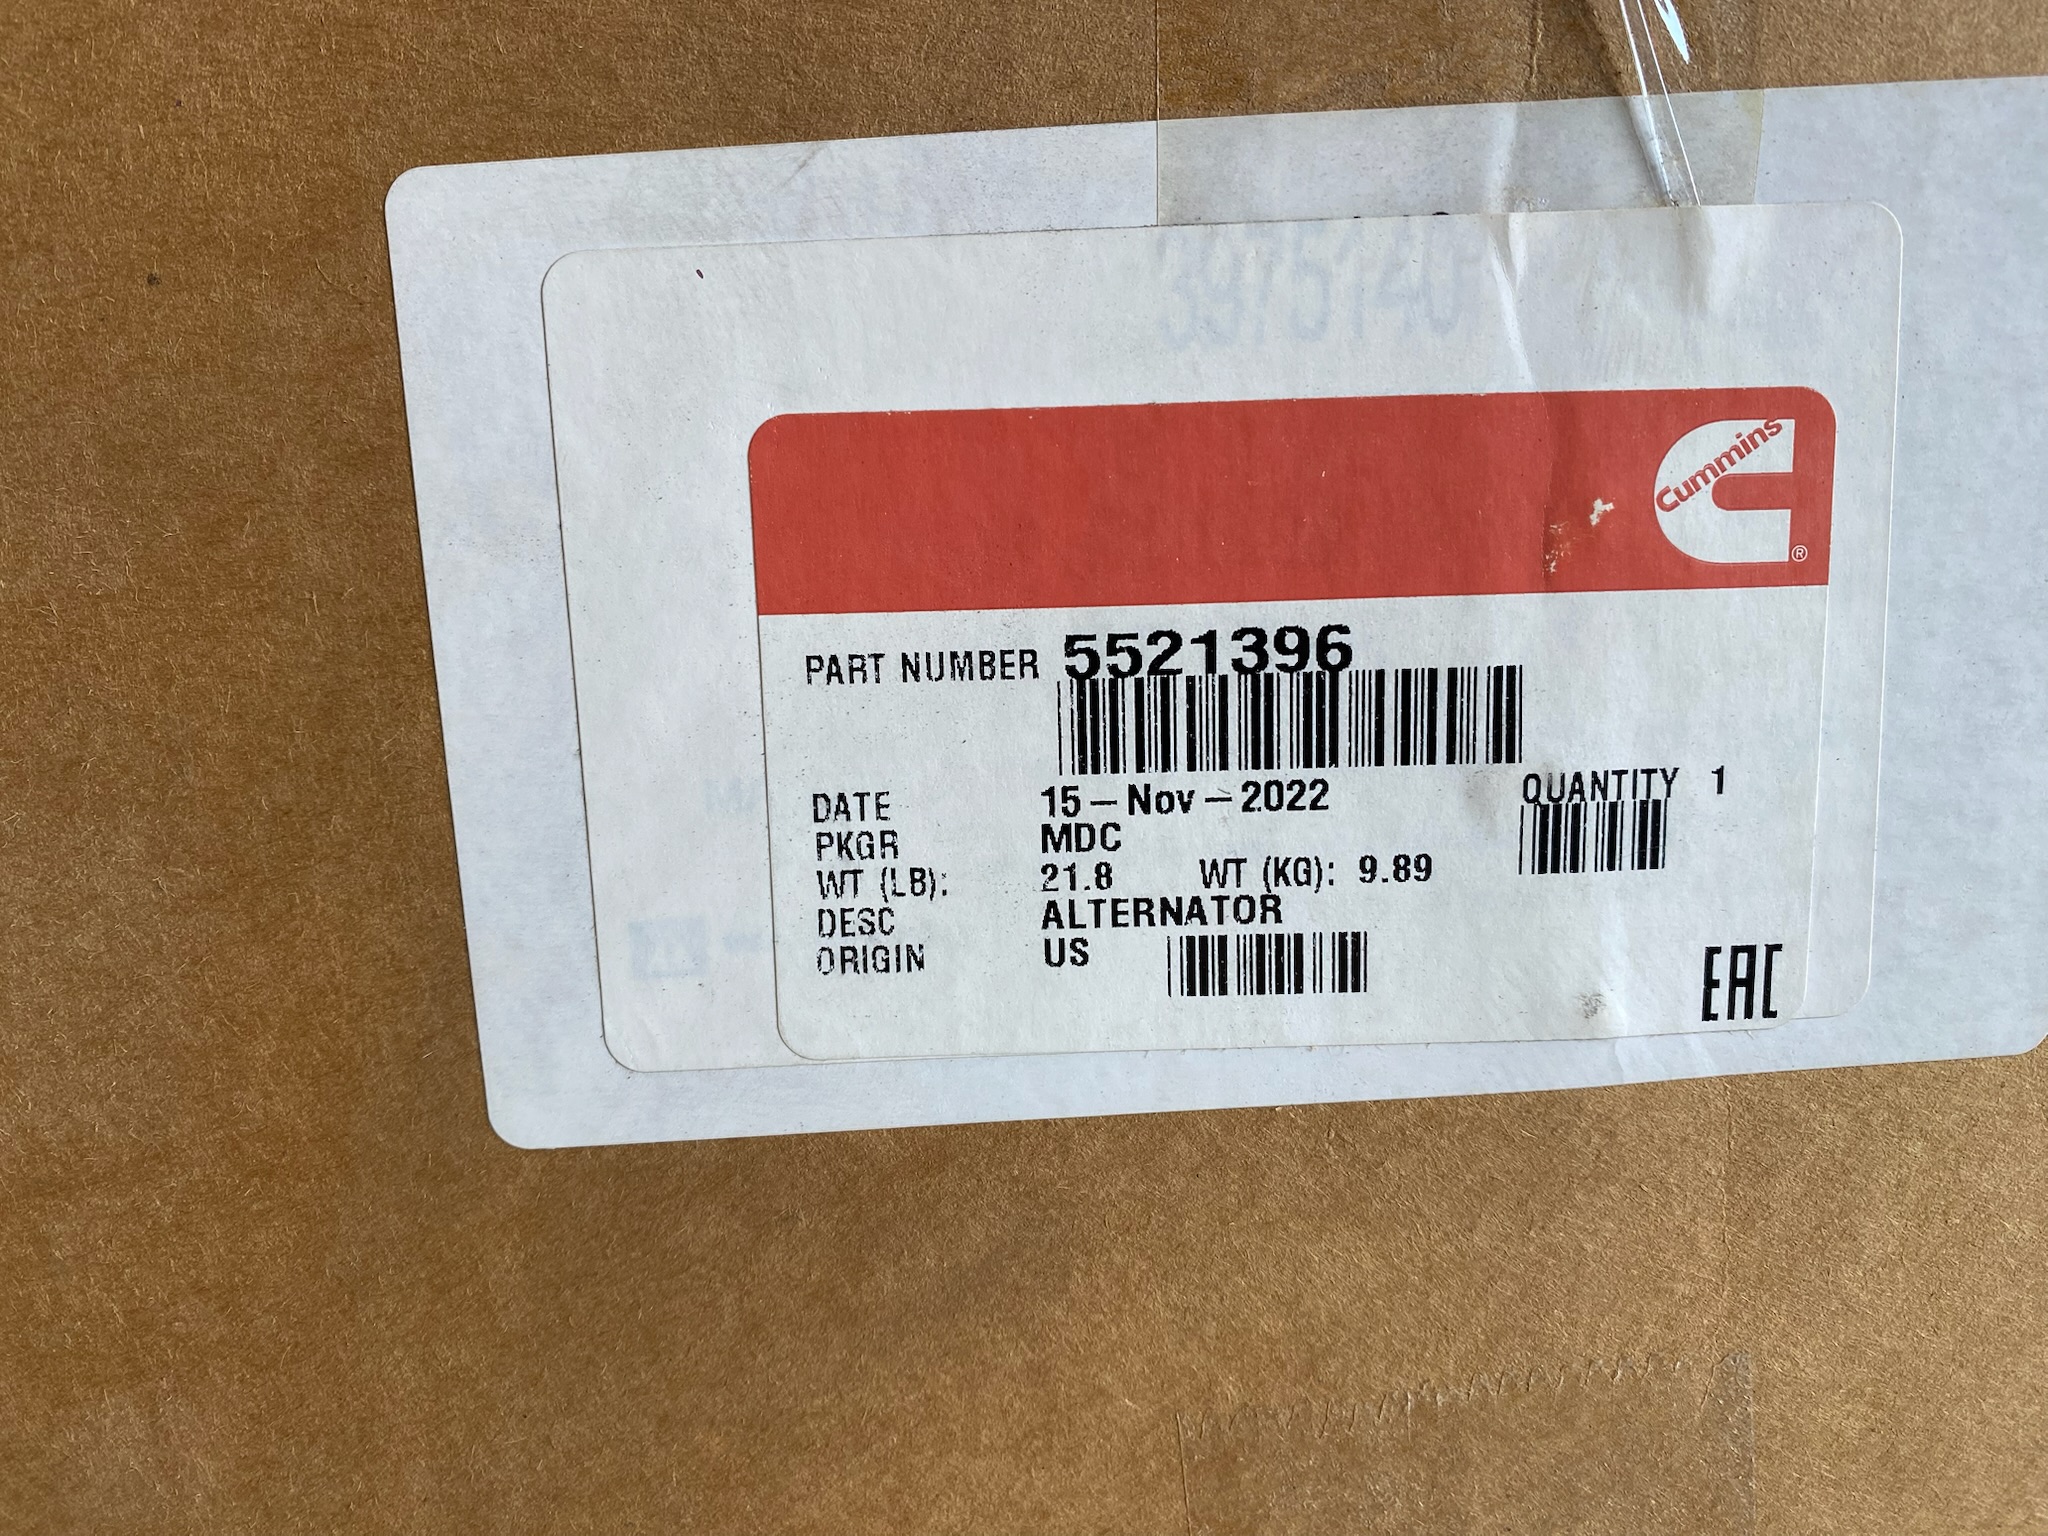 Cummins
®
PART NUMBER 5521396
DATE 15-Nov-2022 QUANTITY 1
PKGR MDC
WT (LB): 21.8 WT (KG): 9.89
DESC ALTERNATOR
ORIGIN US
EAC